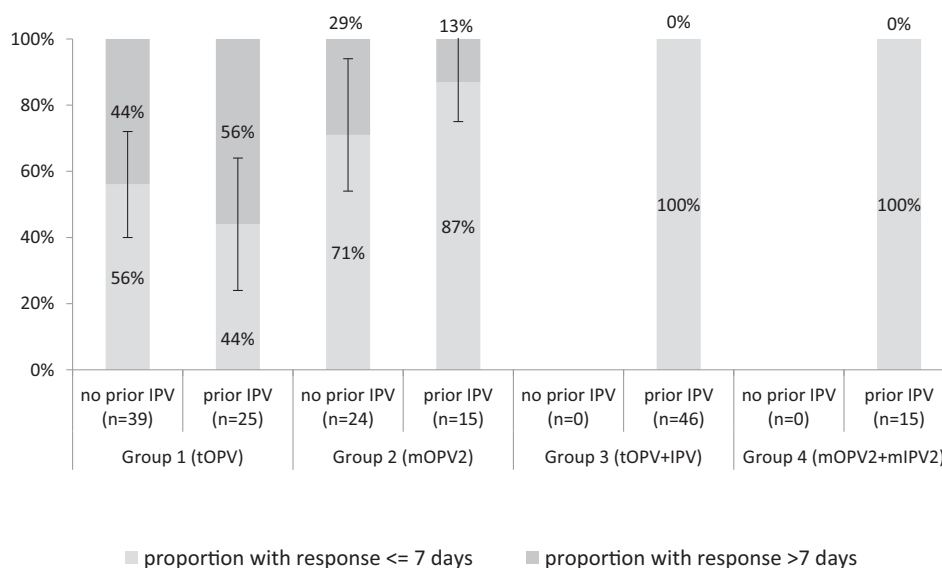 29% 13% 0% 0%
100%
44% 56%
80%
60%
100% 100%
87%
40%
71%
56%
20%
44%
0%
no prior IPV prior IPV no prior IPV prior IPV no prior IPV prior IPV no prior IPV prior IPV
(n=39) (n=25) (n=24) (n=15) (n=0) (n=46) (n=0) (n=15)
Group 1 (tOPV) Group 2 (mOPV2) Group 3 (tOPV+IPV) Group 4 (mOPV2+mIPV2)
proportion with response <= 7 days proportion with response >7 days